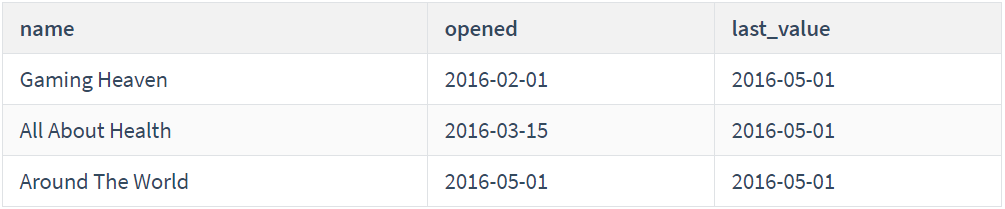 name opened last_value
Gaming Heaven 2016-02-01 2016-05-01
All About Health 2016-03-15 2016-05-01
Around The World 2016-05-01 2016-05-01